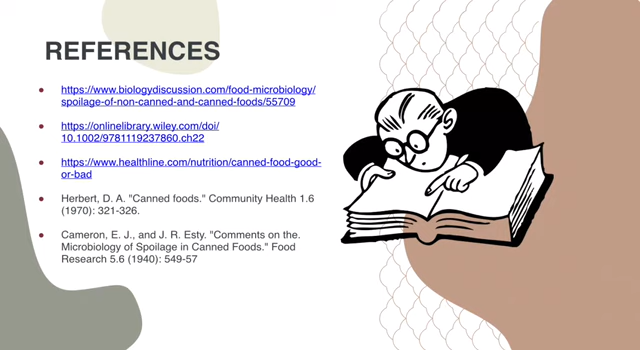 REFERENCES
https://www.biologydiscussion.com/food-microbiology/
spoilage-of-non-canned-and-canned-foods/55709
https://onlinelibrary.wiley.com/doi/
10.1002/9781119237860.ch22
https://www.healthline.com/nutrition/canned-food-good-
or-bad
Herbert, D. A. "Canned foods." Community Health 1.6
(1970): 321-326.
Cameron, E. J., and J. R. Esty. "Comments on the.
Microbiology of Spoilage in Canned Foods." Food
Research 5.6 (1940): 549-57